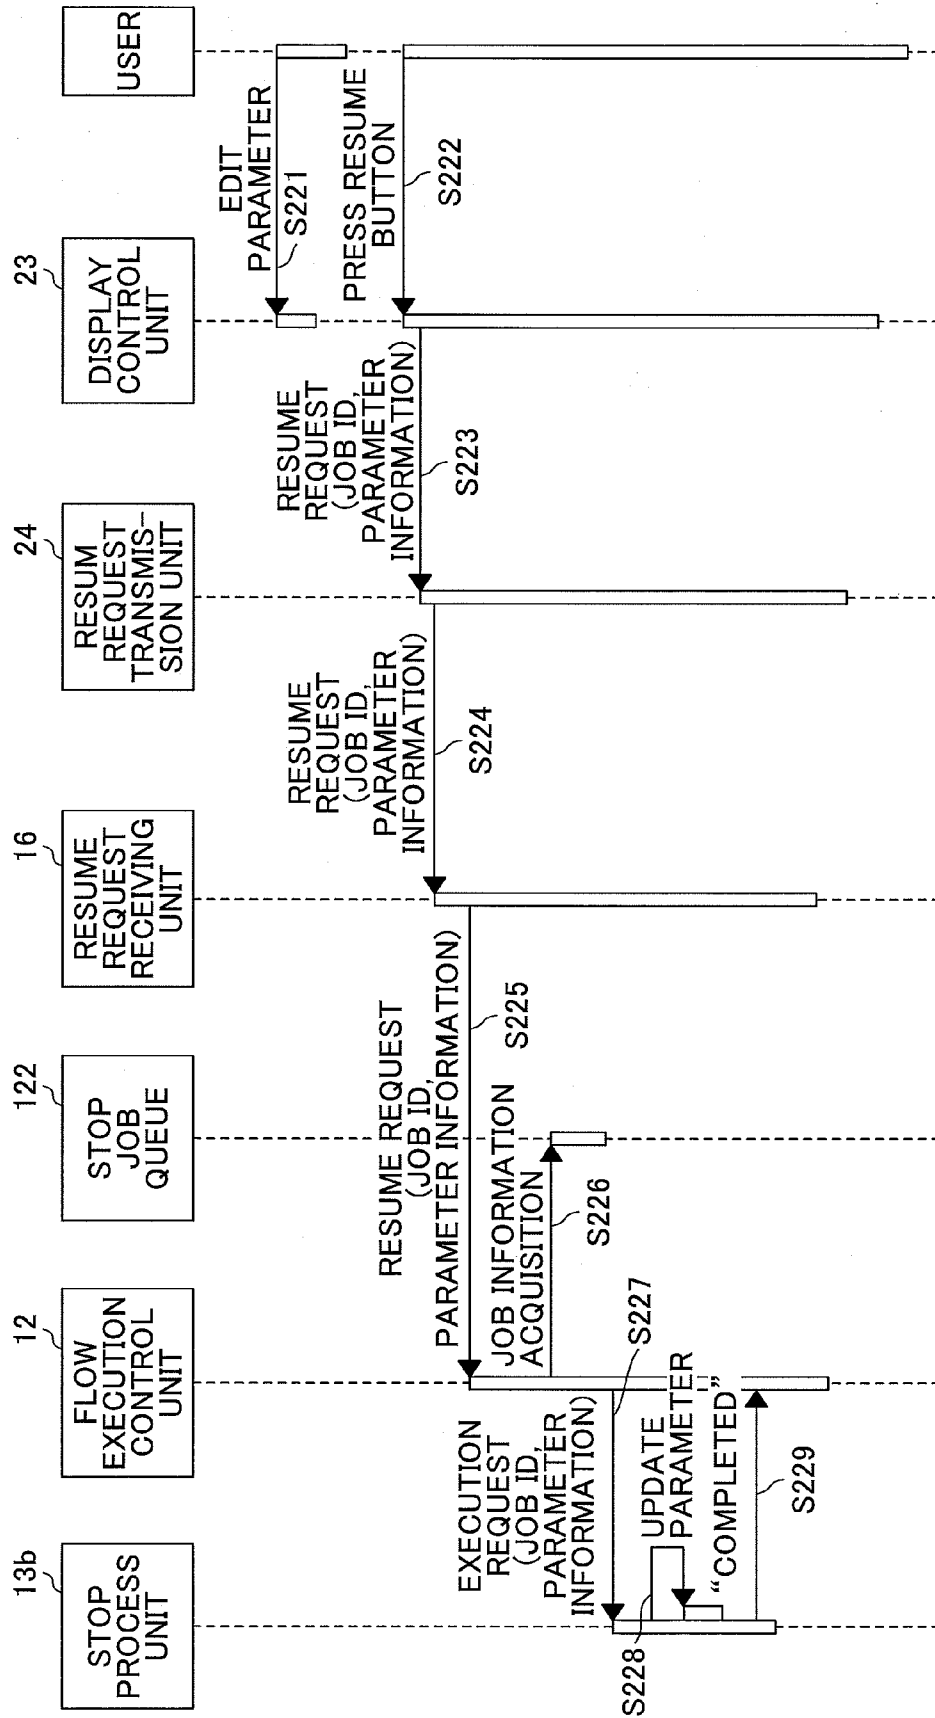 13b
STOP
PROCESS
UNIT
12
FLOW
EXECUTION
CONTROL
UNIT
122
STOP
JOB
QUEUE
16
RESUME
REQUEST
RECEIVING
UNIT
24
RESUM
REQUEST
TRANSMIS-
SION UNIT
23
DISPLAY
CONTROL
UNIT
USER
EDIT
PARAMETER
S221
PRESS RESUME
BUTTON
S222
RESUME
REQUEST
(JOB ID,
PARAMETER
INFORMATION)
S223
RESUME
REQUEST
(JOB ID,
PARAMETER
INFORMATION)
S224
RESUME REQUEST
(JOB ID,
PARAMETER INFORMATION)
S225
JOB INFORMATION
ACQUISITION
S226
EXECUTION
REQUEST
(JOB ID,
PARAMETER
INFORMATION)
S227
UPDATE
PARAMETER
S228
“COMPLETED”
S229